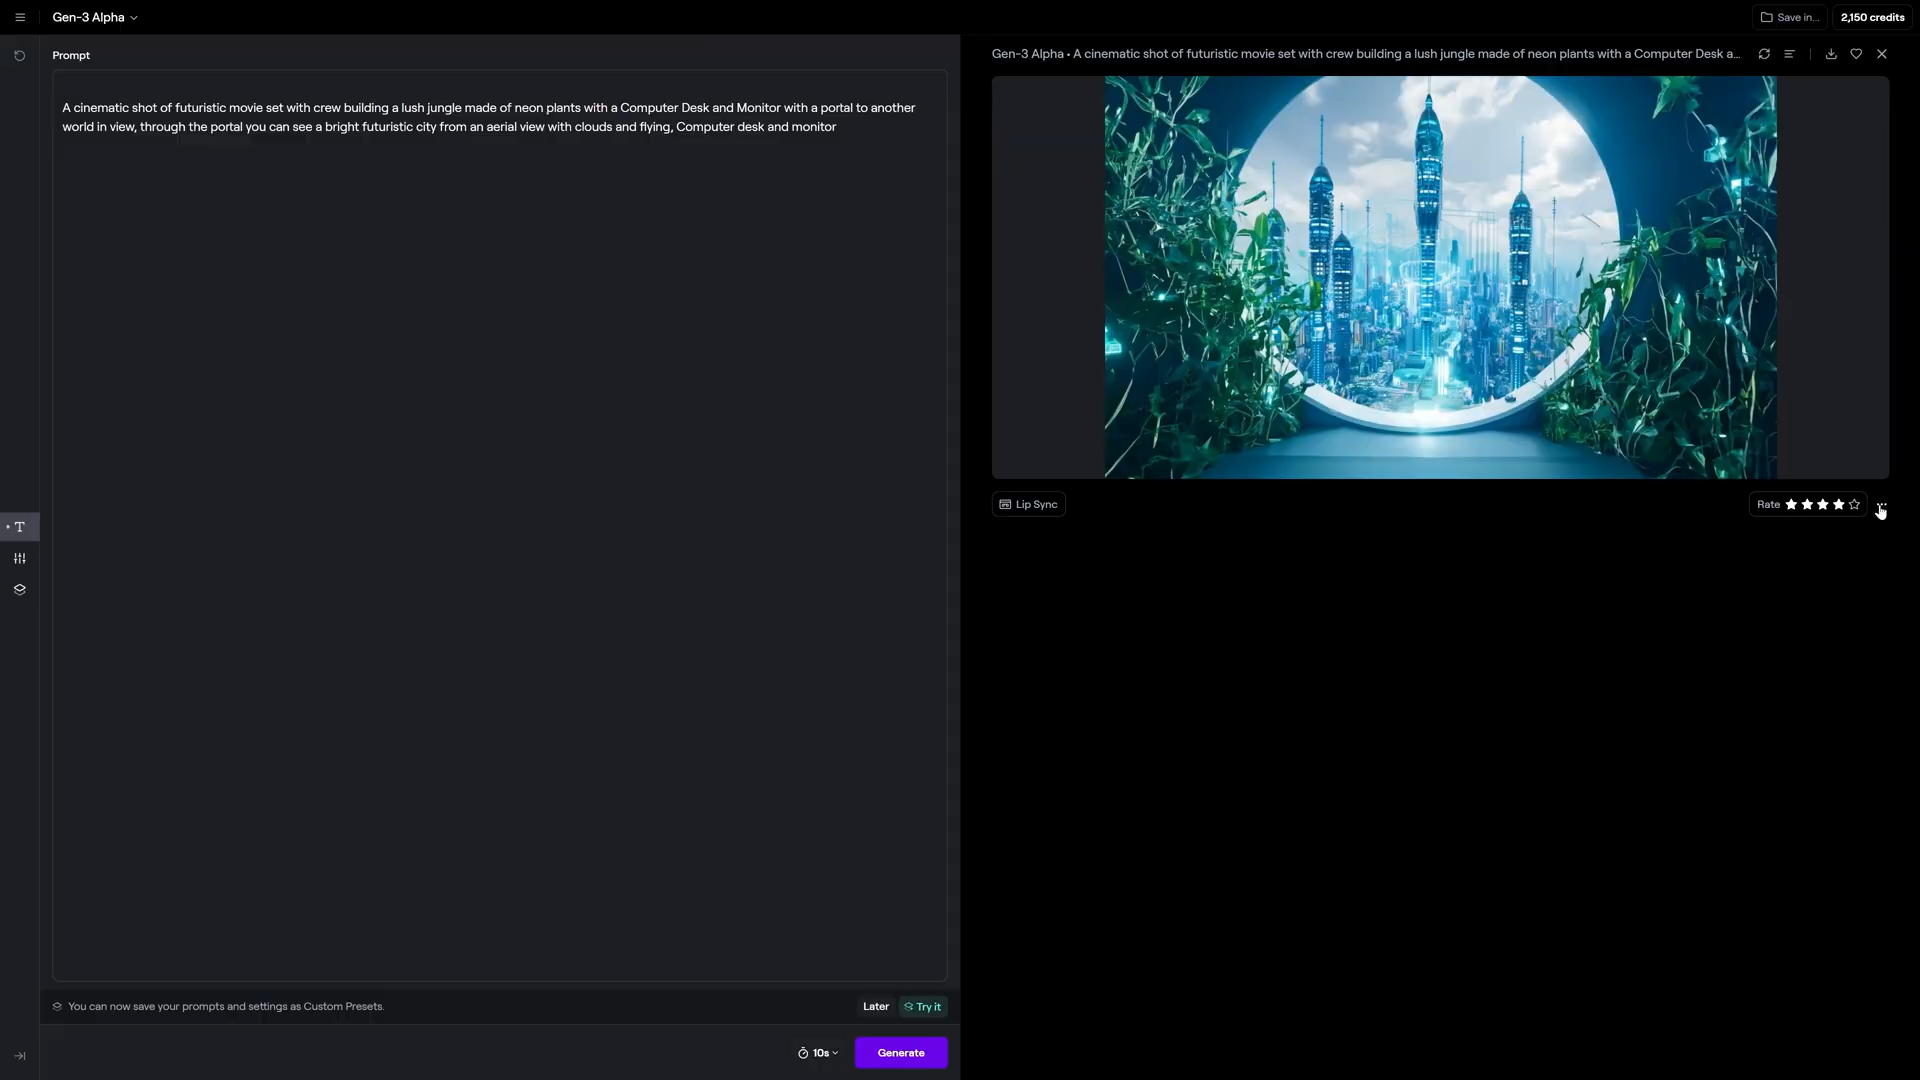 Gen-3 Alpha
Save in...
2,150 credits
Prompt
A cinematic shot of futuristic movie set with crew building a lush jungle made of neon plants with a Computer Desk and Monitor with a portal to another
world in view, through the portal you can see a bright futuristic city from an aerial view with clouds and flying, Computer desk and monitor
Gen-3 Alpha • A cinematic shot of futuristic movie set with crew building a lush jungle made of neon plants with a Computer Desk a...
Lip Sync
Rate
T
You can now save your prompts and settings as Custom Presets.
Later
Try it
10s
Generate